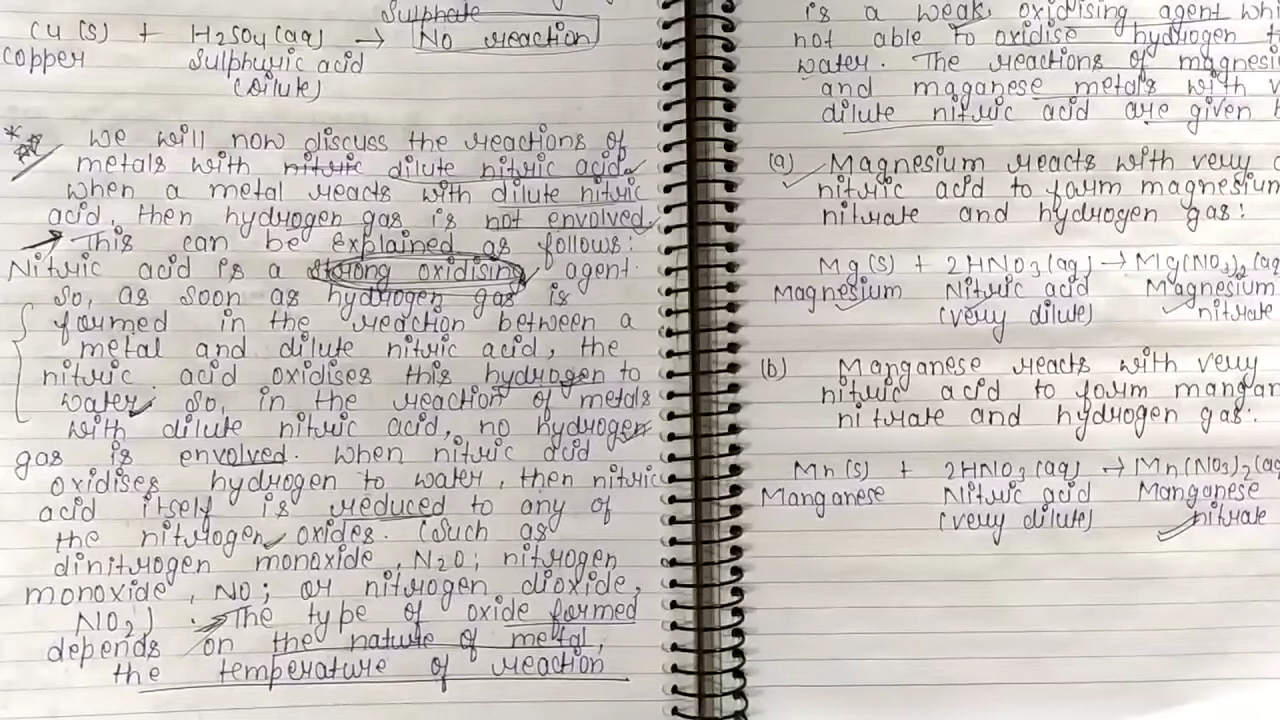 Sulphate
Cu (s) + H2SO4 (aq) → No reaction
copper Sulphuric acid
(Dilute)
* We will now discuss the reactions of
metals with nitric dilute nitric acid.
When a metal reacts with dilute nitric
acid, then hydrogen gas is not envolved
→ This can be explained as follows:
Nitric acid is a strong oxidising agent.
So, as soon as hydrogen gas is
formed in the reaction between a
metal and dilute nitric acid, the
nitric acid oxidises this hydrogen to
water. So, in the reaction of metals
with dilute nitric acid, no hydrogen
gas is envolved. When nitric acid
oxidises hydrogen to water, then nitric
acid itself is reduced to any of
the nitrogen oxides. (Such as
dinitrogen monoxide, N2O; nitrogen
monoxide, NO; or nitrogen dioxide,
NO2) . → The type of oxide formed
depends on the nature of metal,
the temperature of reaction
is a weak oxidising agent whi
not able to oxidise hydrogen t
water. The reactions of magnesi
and maganese metals with v
dilute nitric acid are given
(a) Magnesium reacts with very
nitric acid to form magnesium
nitrate and hydrogen gas:
Mg(s) + 2HNO3(aq) → Mg(NO3)2(aq
Magnesium Nitric acid Magnesium
(very dilute) nitrate
(b) Manganese reacts with very
nitric acid to form mangan
nitrate and hydrogen gas:
Mn(s) + 2HNO3(aq) → Mn(NO3)2(aq
Manganese Nitric acid Manganese
(very dilute) nitrate